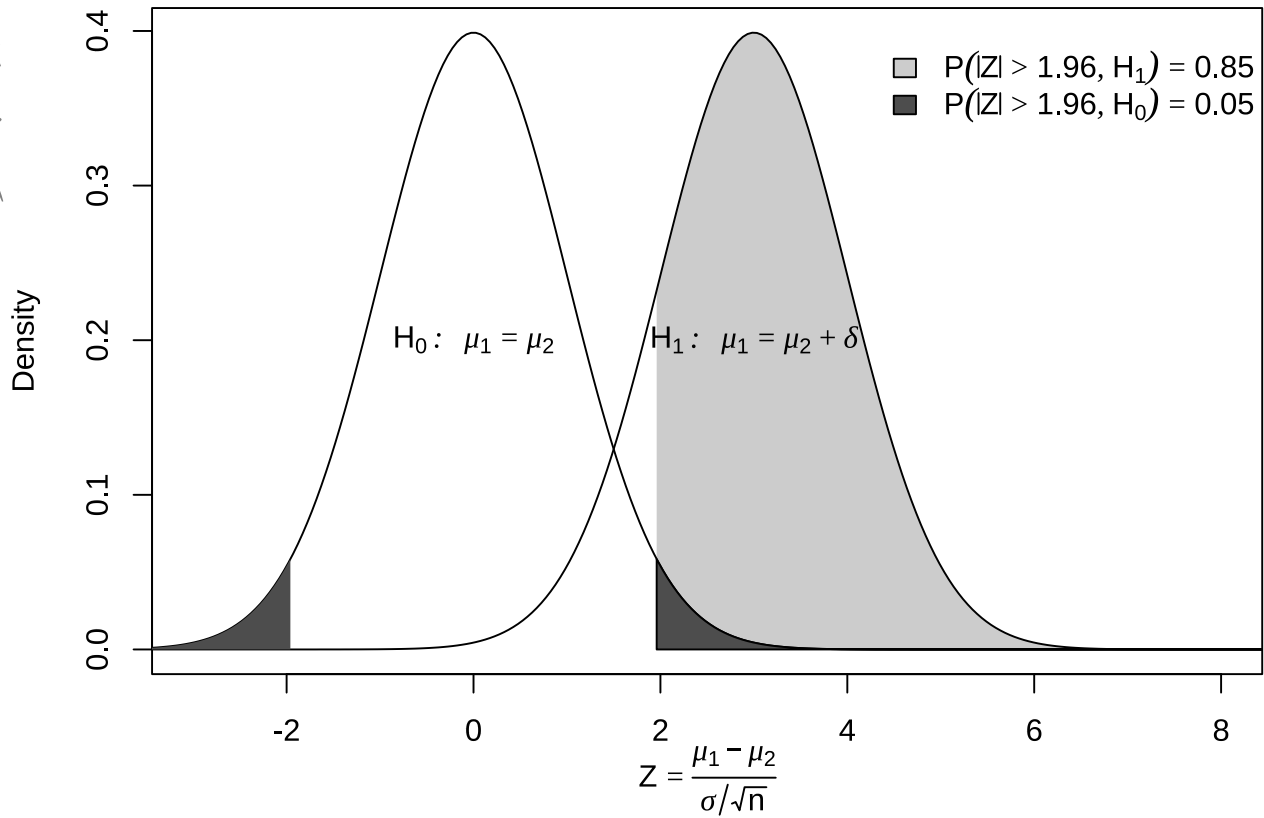 P(|Z| > 1.96, H₁) = 0.85
P(|Z| > 1.96, H₀) = 0.05
0.4
0.3
0.2
0.1
0.0
Density
H₀ : μ₁ = μ₂
H₁ : μ₁ = μ₂ + δ
-2 0 2 4 6 8
Z = (μ₁ − μ₂)/(σ/√n)